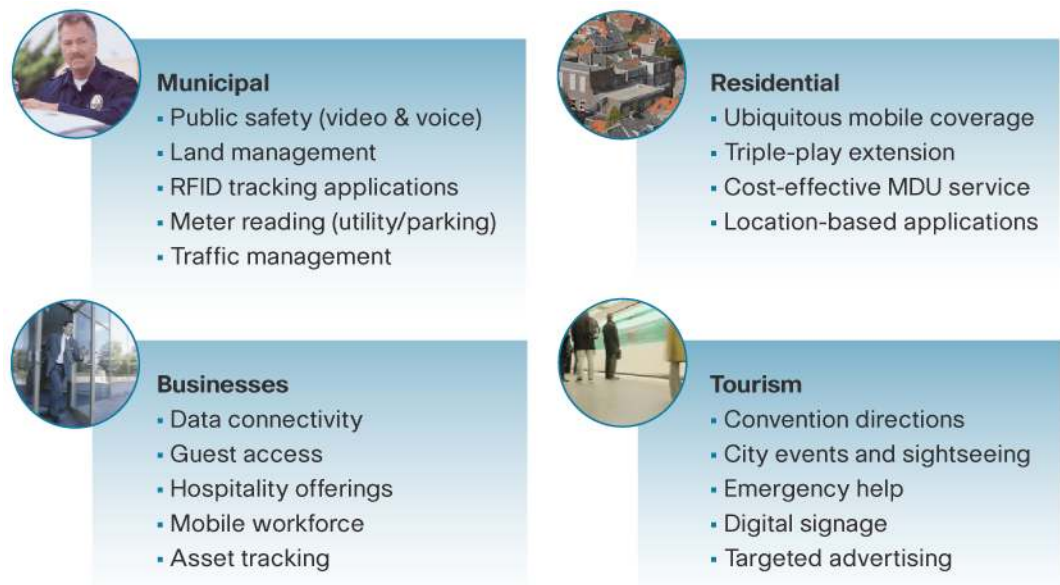 Municipal
▪ Public safety (video & voice)
▪ Land management
▪ RFID tracking applications
▪ Meter reading (utility/parking)
▪ Traffic management
Residential
▪ Ubiquitous mobile coverage
▪ Triple-play extension
▪ Cost-effective MDU service
▪ Location-based applications
Businesses
▪ Data connectivity
▪ Guest access
▪ Hospitality offerings
▪ Mobile workforce
▪ Asset tracking
Tourism
▪ Convention directions
▪ City events and sightseeing
▪ Emergency help
▪ Digital signage
▪ Targeted advertising